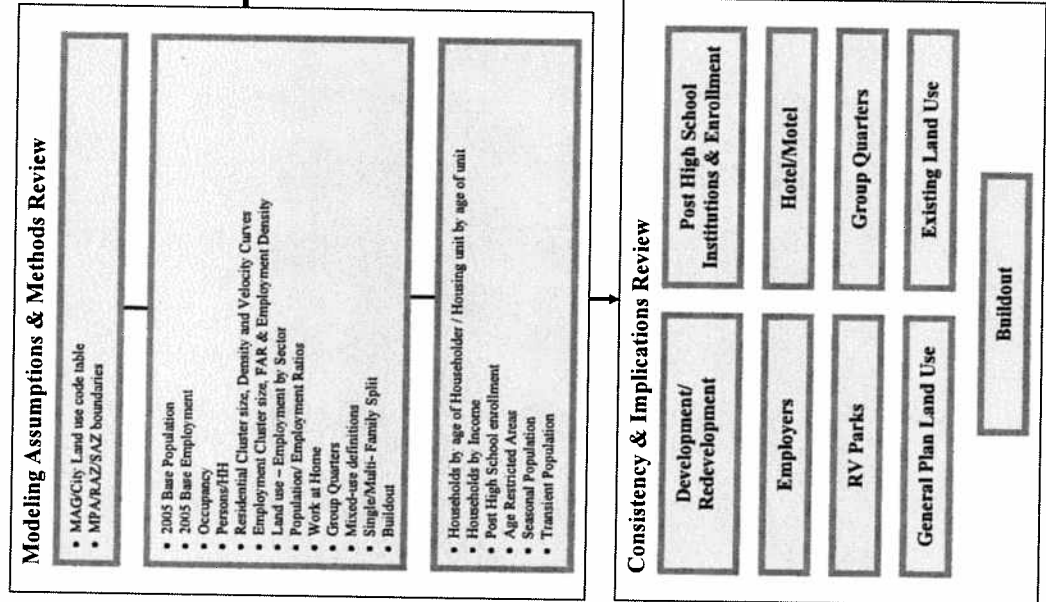 Modeling Assumptions & Methods Review
• MAG/City Land use code table
• MPA/RAZ/SAZ boundaries
• 2005 Base Population
• 2005 Base Employment
• Occupancy
• Persons/HH
• Residential Cluster size, Density and Velocity Curves
• Employment Cluster size, FAR & Employment Density
• Land use – Employment by Sector
• Population/ Employment Ratios
• Work at Home
• Group Quarters
• Mixed-use definitions
• Single/Multi- Family Split
• Buildout
• Households by age of Householder / Housing unit by age of unit
• Households by Income
• Post High School enrollment
• Age Restricted Areas
• Seasonal Population
• Transient Population
Consistency & Implications Review
Development/
Redevelopment
Post High School
Institutions & Enrollment
Employers
Hotel/Motel
RV Parks
Group Quarters
General Plan Land Use
Existing Land Use
Buildout